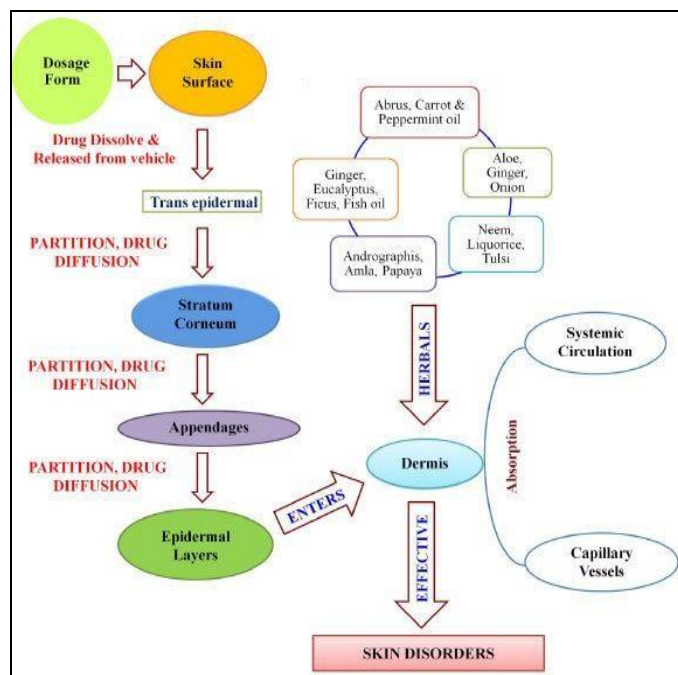 Dosage
Form
Skin
Surface
Drug Dissolve &
Released from vehicle
Trans epidermal
PARTITION, DRUG
DIFFUSION
Stratum
Corneum
PARTITION, DRUG
DIFFUSION
Appendages
PARTITION, DRUG
DIFFUSION
Epidermal
Layers
ENTERS
Abrus, Carrot &
Peppermint oil
Aloe,
Ginger,
Onion
Neem,
Liquorice,
Tulsi
Andrographis,
Amla, Papaya
Ginger,
Eucalyptus,
Ficus, Fish oil
HERBALS
Dermis
Absorption
Systemic
Circulation
Capillary
Vessels
EFFECTIVE
SKIN DISORDERS